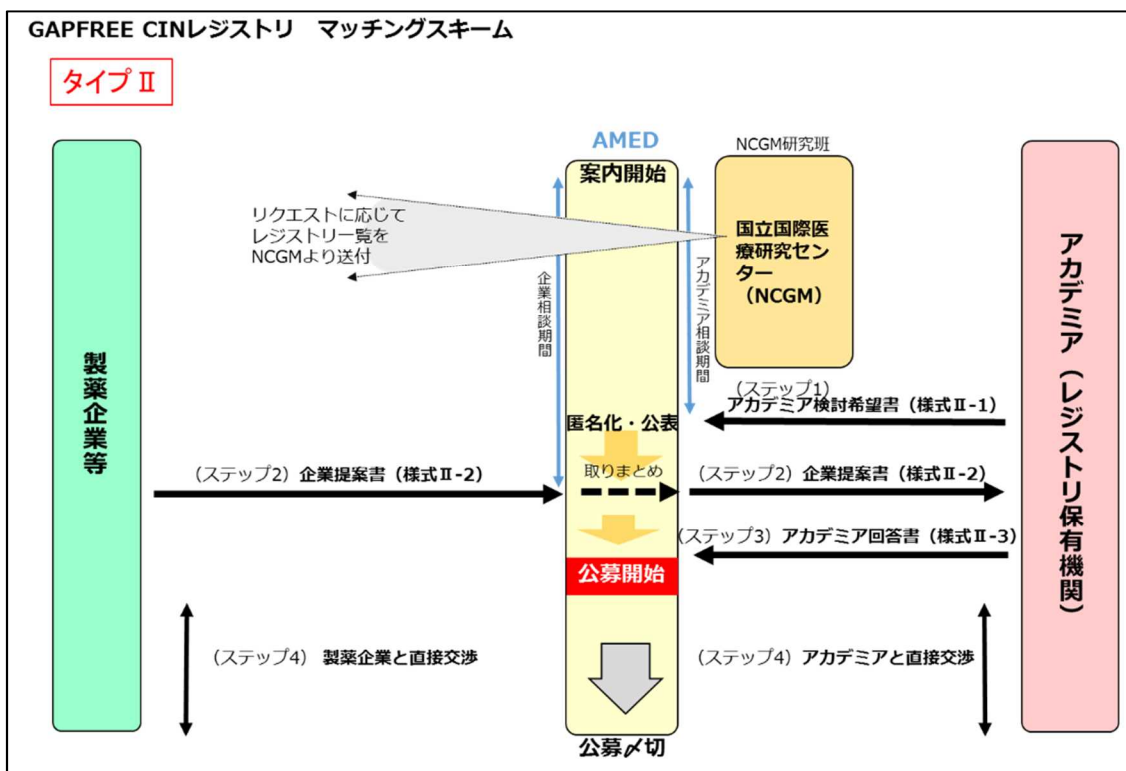 GAPFREE CINレジストリ　マッチングスキーム
タイプⅡ
AMED
案内開始
NCGM研究班
国立国際医
療研究セン
ター
（NCGM）
リクエストに応じて
レジストリ一覧を
NCGMより送付
企業相談期間
アカデミア相談期間
製薬企業等
アカデミア（レジストリ保有機関）
（ステップ1）
アカデミア検討希望書（様式Ⅱ-1）
匿名化・公表
（ステップ2）企業提案書（様式Ⅱ-2）
取りまとめ
（ステップ2）企業提案書（様式Ⅱ-2）
（ステップ3）アカデミア回答書（様式Ⅱ-3）
公募開始
（ステップ4） 製薬企業と直接交渉
（ステップ4）アカデミアと直接交渉
公募〆切